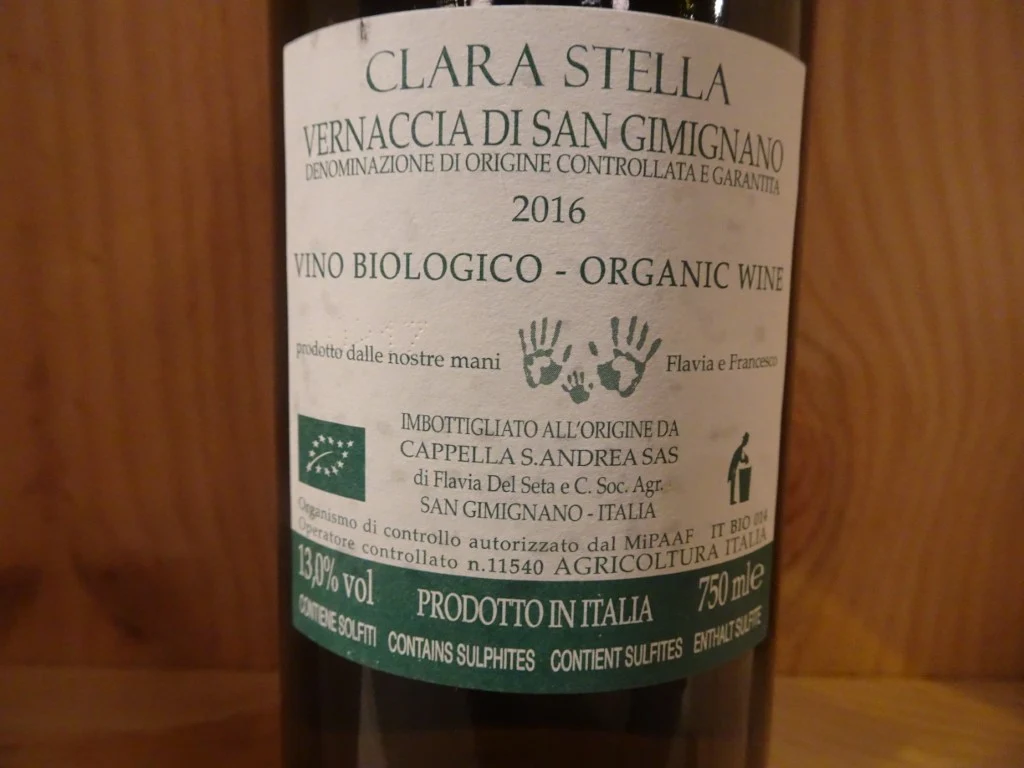 CLARA STELLA
VERNACCIA DI SAN GIMIGNANO
DENOMINAZIONE DI ORIGINE CONTROLLATA E GARANTITA
2016
VINO BIOLOGICO - ORGANIC WINE
prodotto dalle nostre mani
Flavia e Francesco
IMBOTTIGLIATO ALL'ORIGINE DA
CAPPELLA S.ANDREA SAS
di Flavia Del Seta e C. Soc. Agr.
SAN GIMIGNANO - ITALIA
Organismo di controllo autorizzato dal MiPAAF IT BIO 014
Operatore controllato n.11540 AGRICOLTURA ITALIA
13,0% vol
PRODOTTO IN ITALIA
750 ml e
CONTIENE SOLFITI CONTAINS SULPHITES CONTIENT SULFITES ENTHALT SULFITE